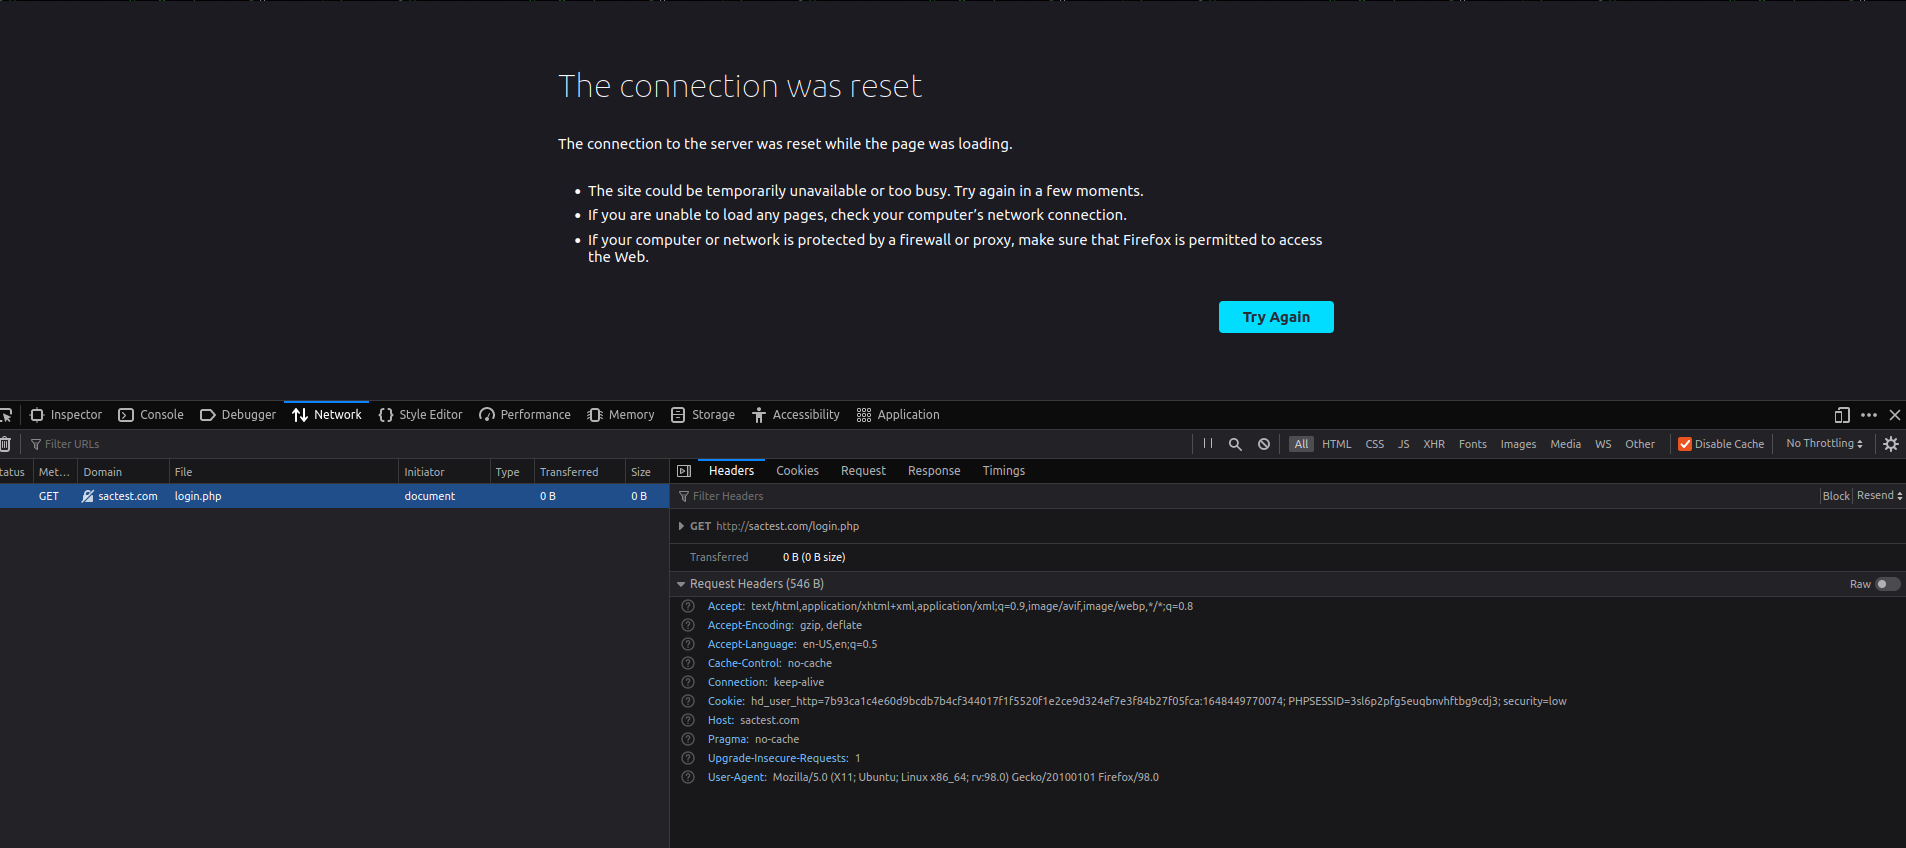 The connection was reset
The connection to the server was reset while the page was loading.
The site could be temporarily unavailable or too busy. Try again in a few moments.
If you are unable to load any pages, check your computer’s network connection.
If your computer or network is protected by a firewall or proxy, make sure that Firefox is permitted to access
the Web.
Try Again
Inspector Console Debugger Network Style Editor Performance Memory Storage Accessibility Application
Filter URLs All HTML CSS JS XHR Fonts Images Media WS Other Disable Cache No Throttling
tatus Met... Domain File Initiator Type Transferred Size
GET sactest.com login.php document 0 B 0 B
Headers Cookies Request Response Timings
Filter Headers Block Resend
GET http://sactest.com/login.php
Transferred 0 B (0 B size)
Request Headers (546 B) Raw
? Accept: text/html,application/xhtml+xml,application/xml;q=0.9,image/avif,image/webp,*/*;q=0.8
? Accept-Encoding: gzip, deflate
? Accept-Language: en-US,en;q=0.5
? Cache-Control: no-cache
? Connection: keep-alive
? Cookie: hd_user_http=7b93ca1c4e60d9bcdb7b4cf344017f1f5520f1e2ce9d324ef7e3f84b27f05fca:1648449770074; PHPSESSID=3sl6p2pfg5euqbnvhftbg9cdj3; security=low
? Host: sactest.com
? Pragma: no-cache
? Upgrade-Insecure-Requests: 1
? User-Agent: Mozilla/5.0 (X11; Ubuntu; Linux x86_64; rv:98.0) Gecko/20100101 Firefox/98.0